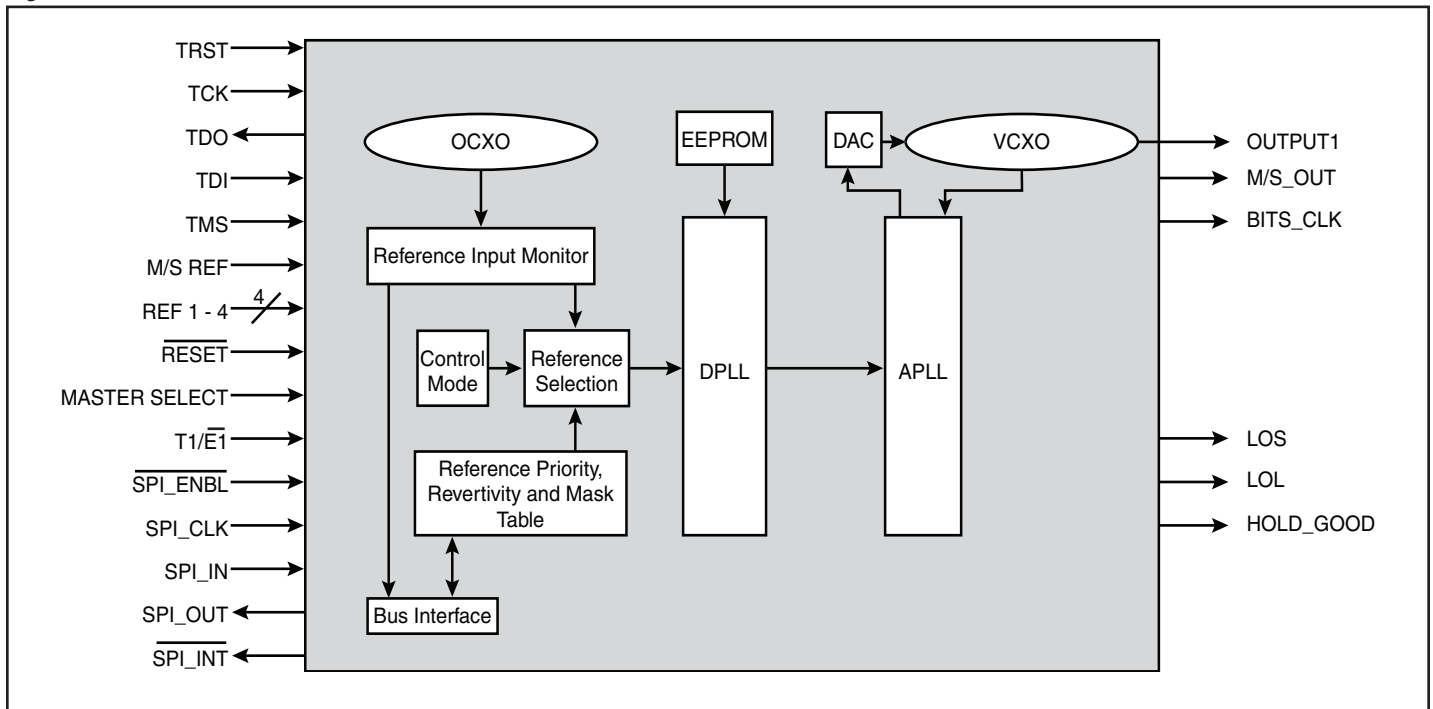 TRST
TCK
TDO
TDI
TMS
M/S REF
REF 1 - 4
4
RESET
MASTER SELECT
T1/E1
SPI_ENBL
SPI_CLK
SPI_IN
SPI_OUT
SPI_INT
OCXO
Reference Input Monitor
Control
Mode
Reference
Selection
Reference Priority,
Revertivity and Mask
Table
Bus Interface
EEPROM
DPLL
DAC
VCXO
APLL
OUTPUT1
M/S_OUT
BITS_CLK
LOS
LOL
HOLD_GOOD